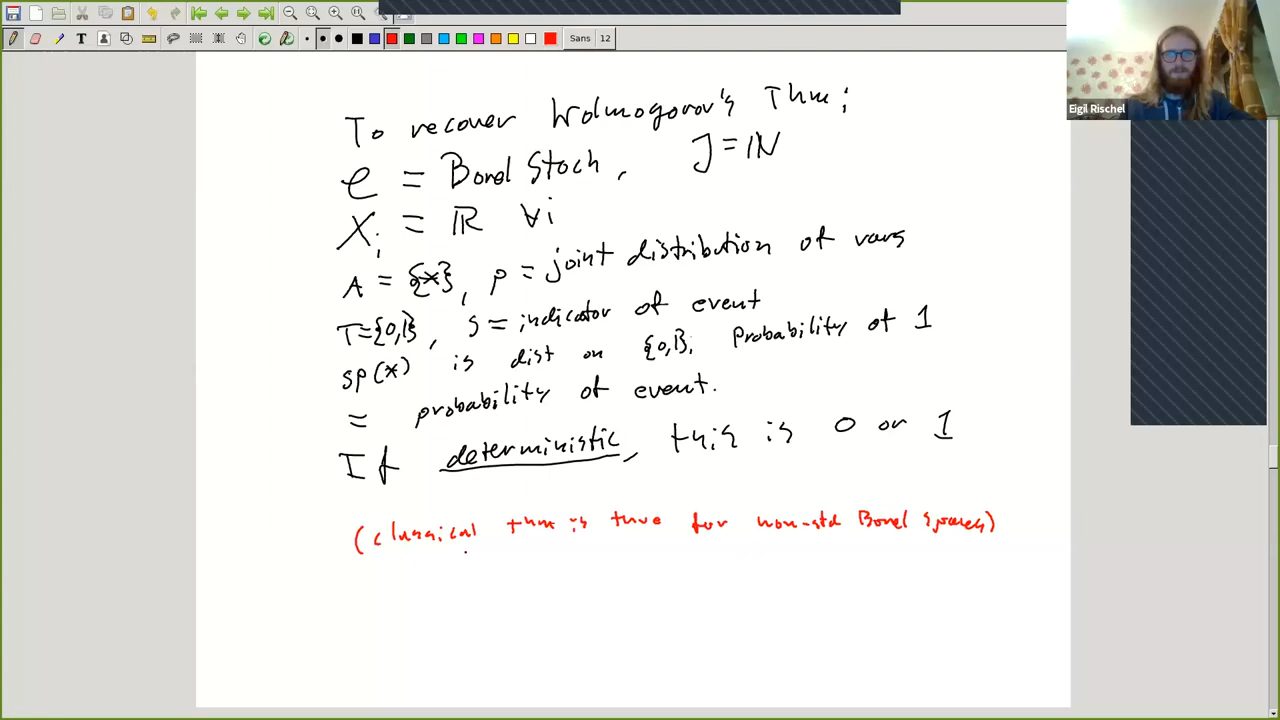 Sans 12
Eigil Rischel
To recover Kolmogorov's Thm:
C = Borel Stoch, J = ℕ
X_i = ℝ ∀i
A = {*}, p = joint distribution of vars
T={0,1}, s = indicator of event
sp(*) is dist on {0,1}. Probability of 1
= probability of event.
If deterministic, this is 0 or 1
(classical thm is true for non-std Borel spaces)